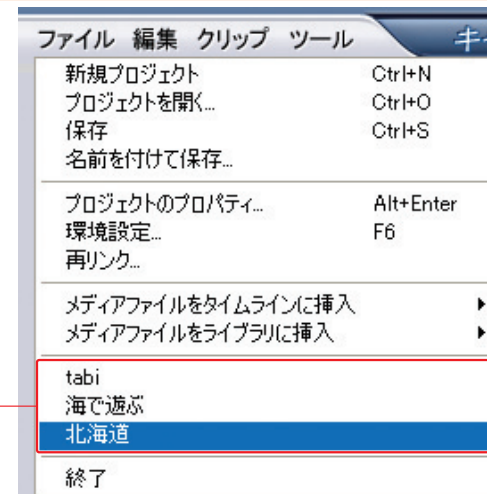 ファイル 編集 クリップ ツール キ
新規プロジェクト Ctrl+N
プロジェクトを開く... Ctrl+O
保存 Ctrl+S
名前を付けて保存...
プロジェクトのプロパティ... Alt+Enter
環境設定... F6
再リンク...
メディアファイルをタイムラインに挿入
メディアファイルをライブラリに挿入
tabi
海で遊ぶ
北海道
終了